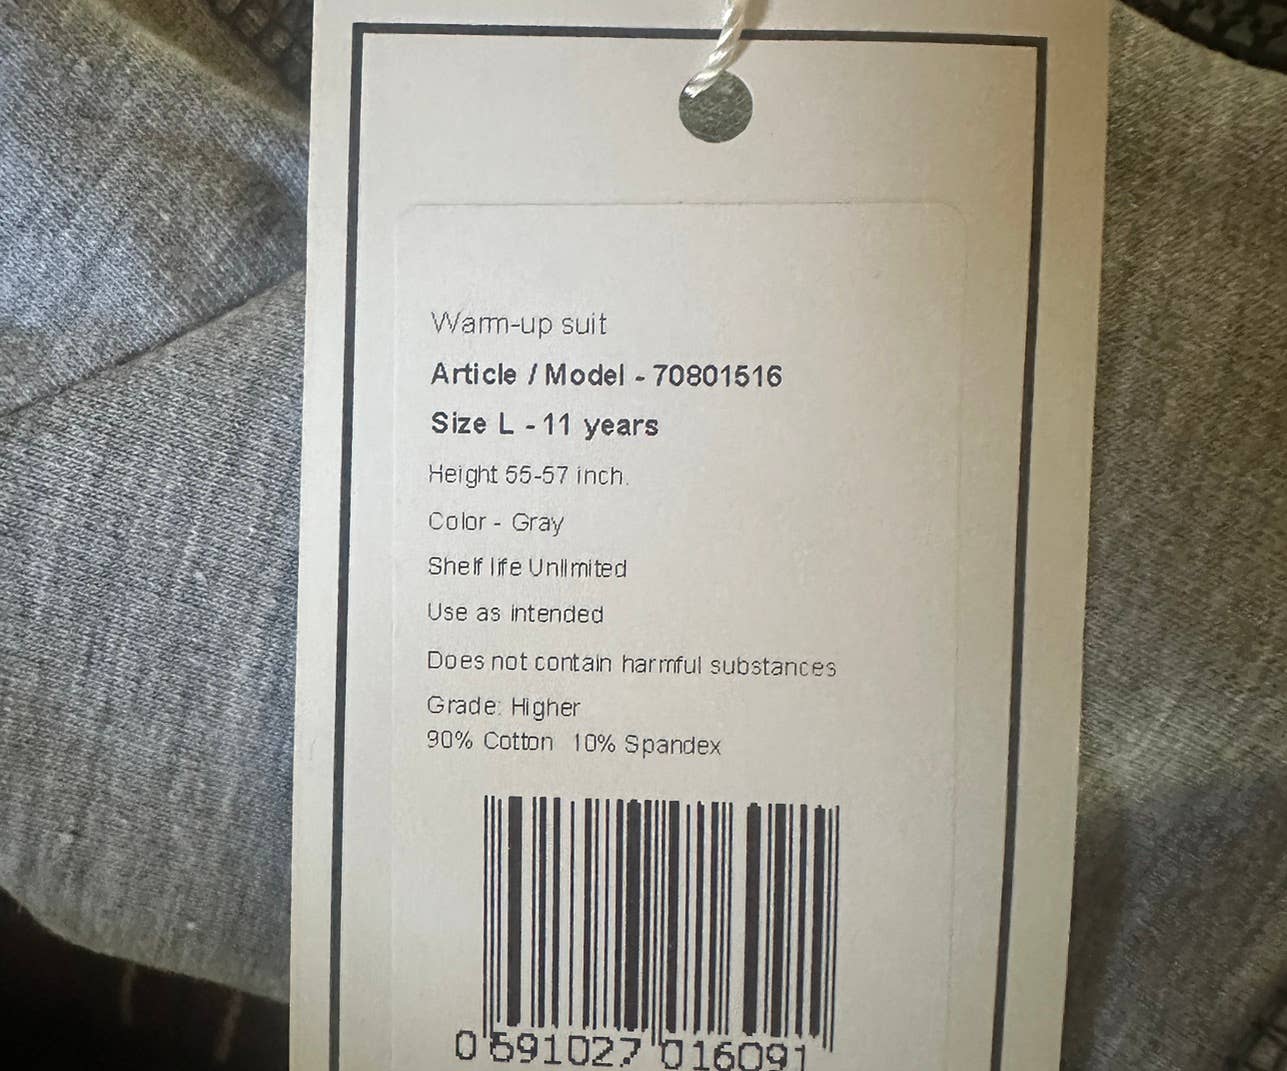 Warm-up suit
Article / Model - 70801516
Size L - 11 years
Height 55-57 inch.
Color - Gray
Shelf life Unlimited
Use as intended
Does not contain harmful substances
Grade: Higher
90% Cotton 10% Spandex
0 691027 016091